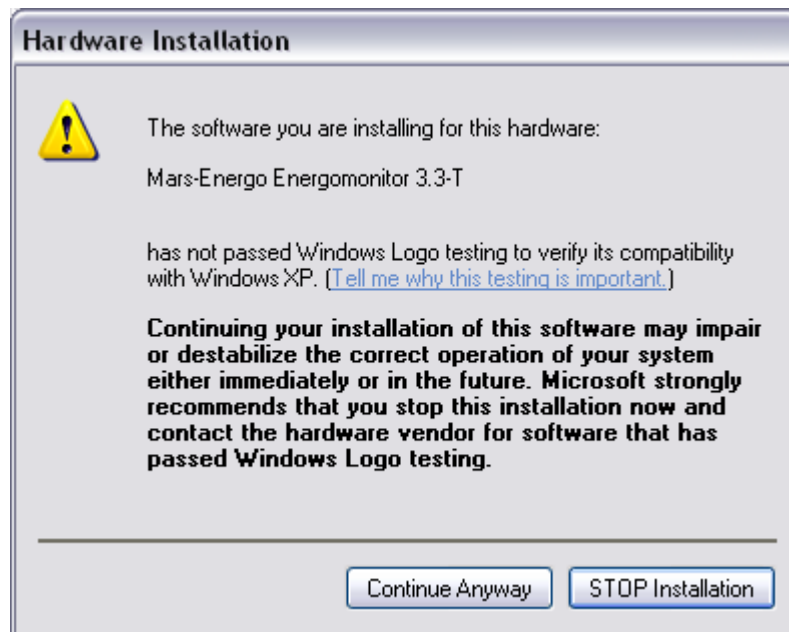 Hardware Installation
The software you are installing for this hardware:
Mars-Energo Energomonitor 3.3-T
has not passed Windows Logo testing to verify its compatibility
with Windows XP. (Tell me why this testing is important.)
Continuing your installation of this software may impair
or destabilize the correct operation of your system
either immediately or in the future. Microsoft strongly
recommends that you stop this installation now and
contact the hardware vendor for software that has
passed Windows Logo testing.
Continue Anyway STOP Installation